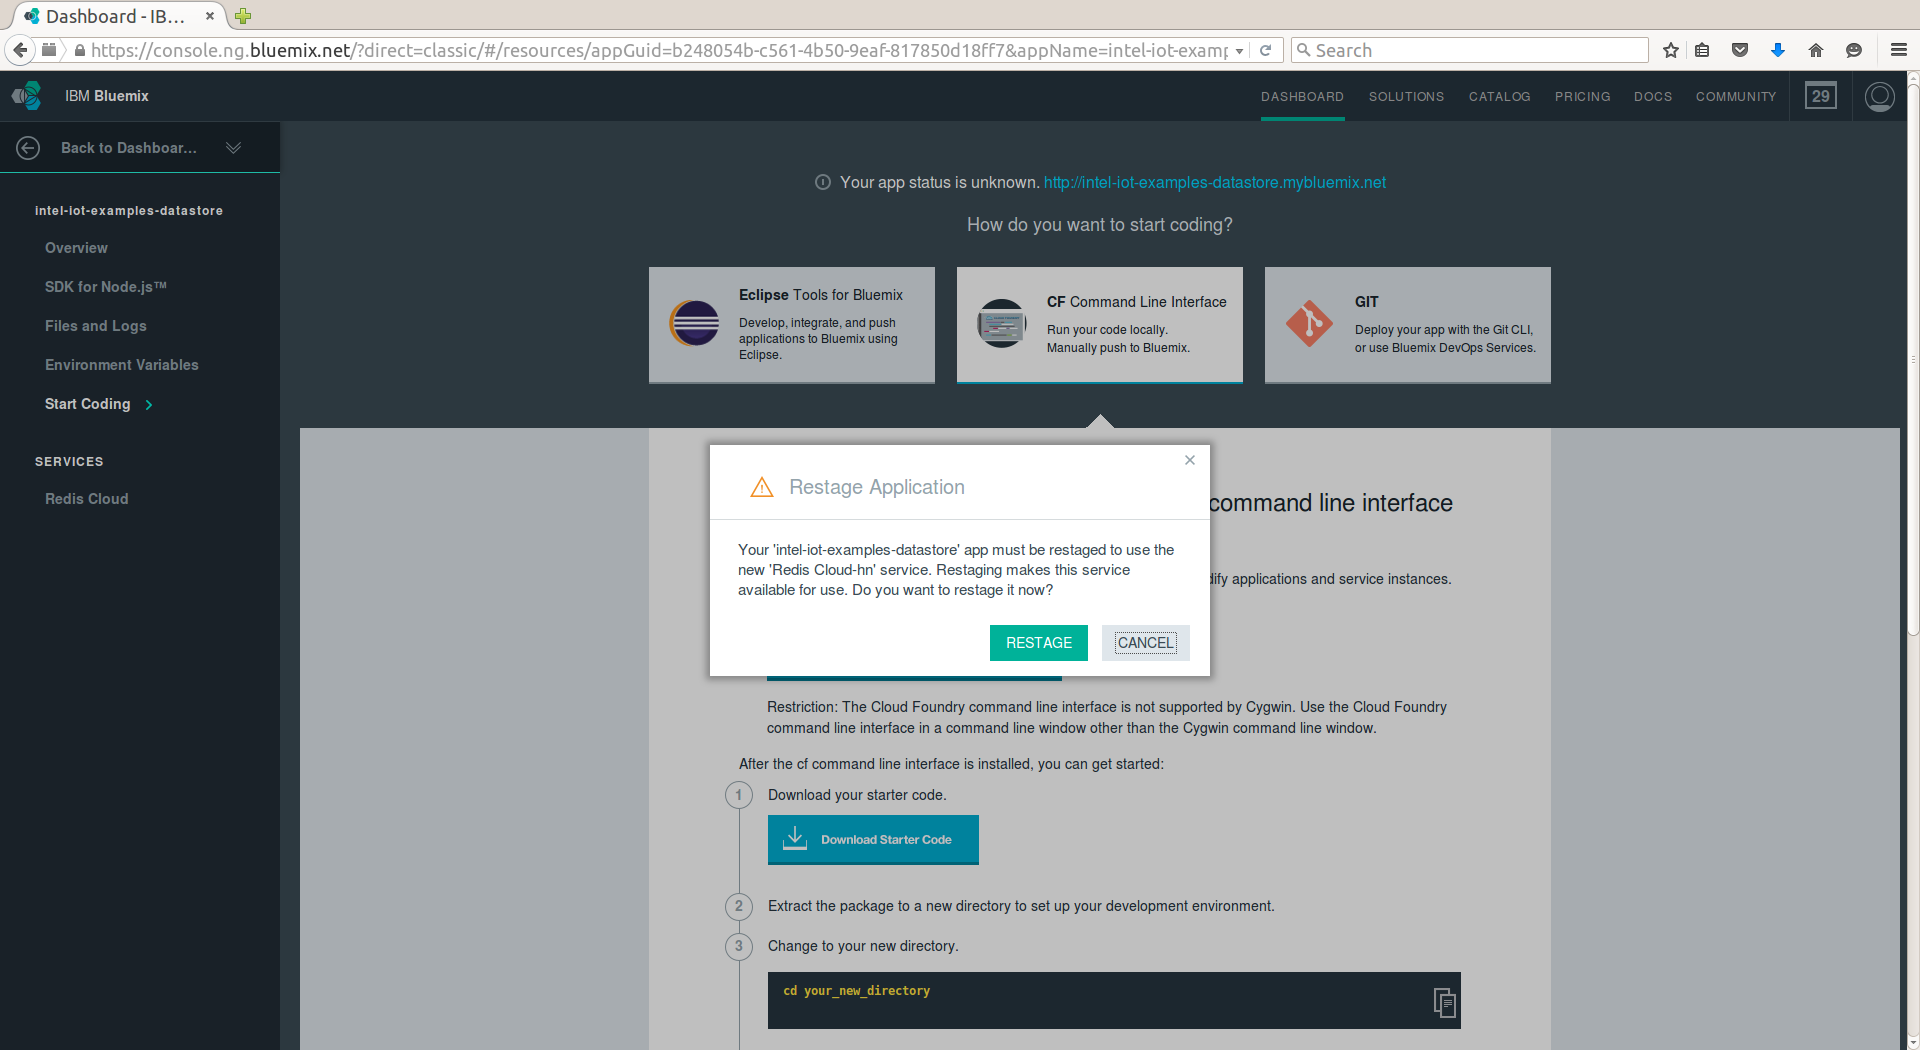 Dashboard - IB...
https://console.ng.bluemix.net/?direct=classic/#/resources/appGuid=b248054b-c561-4b50-9eaf-817850d18ff7&appName=intel-iot-examp
Search
IBM Bluemix
DASHBOARD SOLUTIONS CATALOG PRICING DOCS COMMUNITY 29
Back to Dashboar...
intel-iot-examples-datastore
Overview
SDK for Node.js™
Files and Logs
Environment Variables
Start Coding
SERVICES
Redis Cloud
Your app status is unknown. http://intel-iot-examples-datastore.mybluemix.net
How do you want to start coding?
Eclipse Tools for Bluemix
Develop, integrate, and push
applications to Bluemix using
Eclipse.
CF Command Line Interface
Run your code locally.
Manually push to Bluemix.
GIT
Deploy your app with the Git CLI,
or use Bluemix DevOps Services.
Restage Application
Your 'intel-iot-examples-datastore' app must be restaged to use the
new 'Redis Cloud-hn' service. Restaging makes this service
available for use. Do you want to restage it now?
RESTAGE CANCEL
command line interface
dify applications and service instances.
Restriction: The Cloud Foundry command line interface is not supported by Cygwin. Use the Cloud Foundry
command line interface in a command line window other than the Cygwin command line window.
After the cf command line interface is installed, you can get started:
1 Download your starter code.
Download Starter Code
2 Extract the package to a new directory to set up your development environment.
3 Change to your new directory.
cd your_new_directory